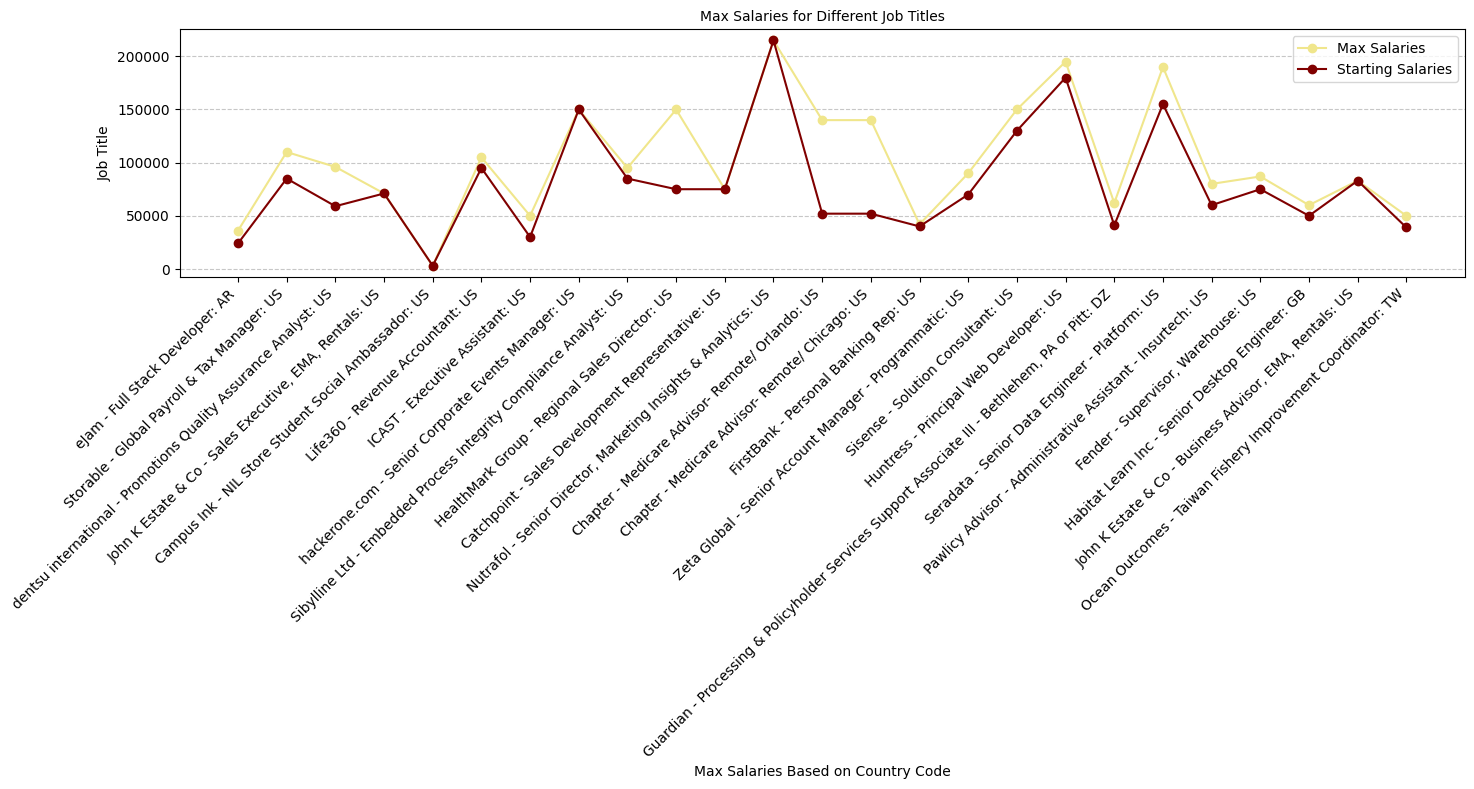 Max Salaries for Different Job Titles
Max Salaries
Starting Salaries
Job Title
200000
150000
100000
50000
0
eJam - Full Stack Developer: AR
Storable - Global Payroll & Tax Manager: US
dentsu international - Promotions Quality Assurance Analyst: US
John K Estate & Co - Sales Executive, EMA, Rentals: US
Campus Ink - NIL Store Student Social Ambassador: US
Life360 - Revenue Accountant: US
ICAST - Executive Assistant: US
hackerone.com - Senior Corporate Events Manager: US
Sibylline Ltd - Embedded Process Integrity Compliance Analyst: US
HealthMark Group - Regional Sales Director: US
Catchpoint - Sales Development Representative: US
Nutrafol - Senior Director, Marketing Insights & Analytics: US
Chapter - Medicare Advisor- Remote/ Orlando: US
Chapter - Medicare Advisor- Remote/ Chicago: US
FirstBank - Personal Banking Rep: US
Zeta Global - Senior Account Manager - Programmatic: US
Sisense - Solution Consultant: US
Huntress - Principal Web Developer: US
Guardian - Processing & Policyholder Services Support Associate III - Bethlehem, PA or Pitt: DZ
Seradata - Senior Data Engineer - Platform: US
Pawlicy Advisor - Administrative Assistant - Insurtech: US
Fender - Supervisor, Warehouse: US
Habitat Learn Inc - Senior Desktop Engineer: GB
John K Estate & Co - Business Advisor, EMA, Rentals: US
Ocean Outcomes - Taiwan Fishery Improvement Coordinator: TW
Max Salaries Based on Country Code